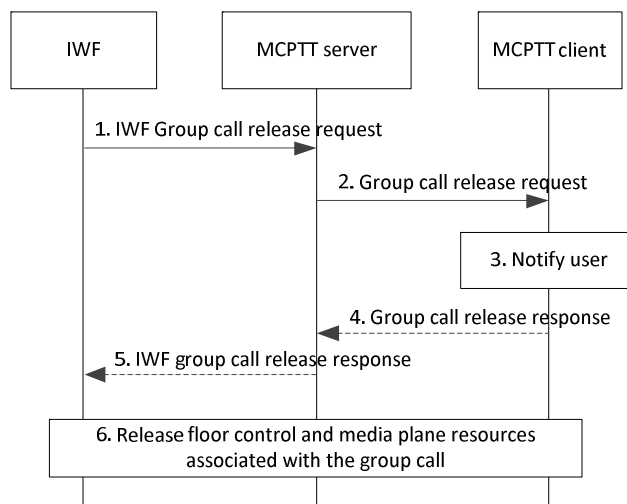 IWF
MCPTT server
MCPTT client
1. IWF Group call release request
2. Group call release request
3. Notify user
4. Group call release response
5. IWF group call release response
6. Release floor control and media plane resources
associated with the group call